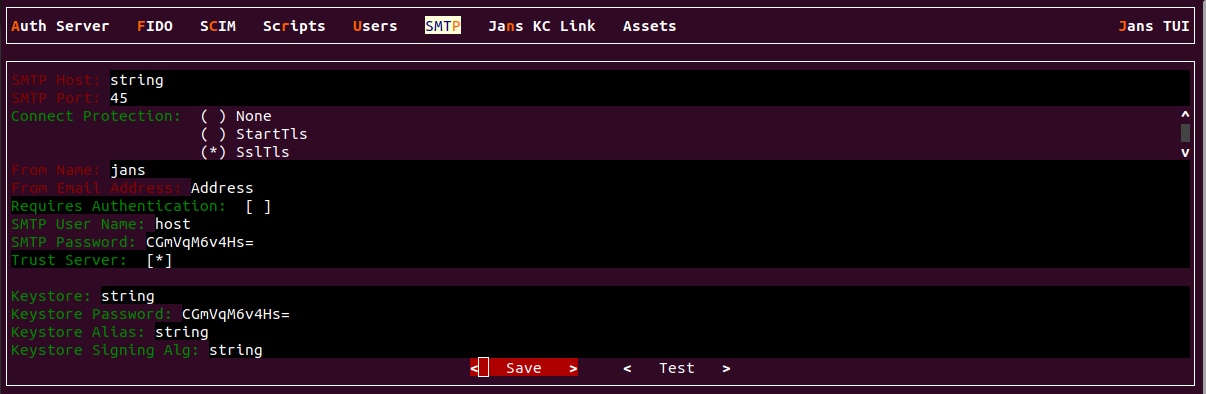 Auth Server FIDO SCIM Scripts Users SMTP Jans KC Link Assets Jans TUI
SMTP Host: string
SMTP Port: 45
Connect Protection: ( ) None ^
( ) StartTls
(*) SslTls v
From Name: jans
From Email Address: Address
Requires Authentication: [ ]
SMTP User Name: host
SMTP Password: CGmVqM6v4Hs=
Trust Server: [*]
Keystore: string
Keystore Password: CGmVqM6v4Hs=
Keystore Alias: string
Keystore Signing Alg: string
< Save > < Test >